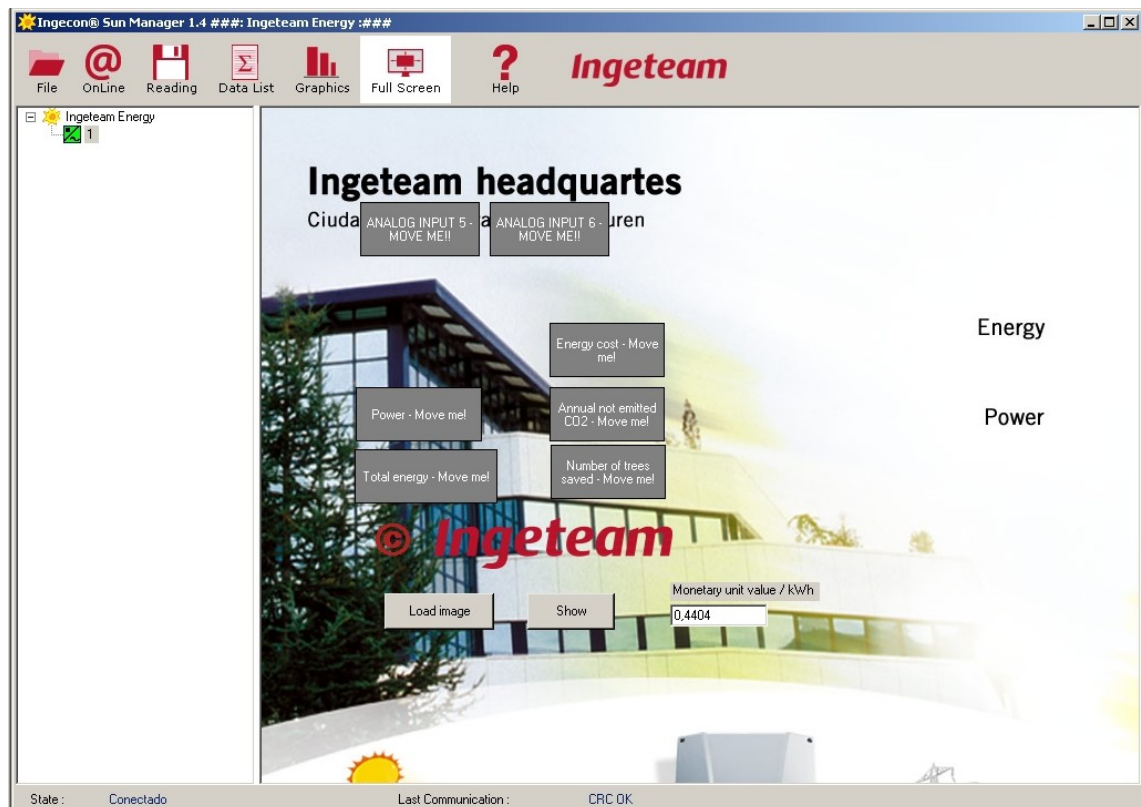 Ingecon® Sun Manager 1.4 ###: Ingeteam Energy :###
File
OnLine
Reading
Data List
Graphics
Full Screen
Help
Ingeteam
Ingeteam Energy
1
Ingeteam headquartes
Ciuda
uren
ANALOG INPUT 5 -
MOVE ME!!
ANALOG INPUT 6 -
MOVE ME!!
Energy
Energy cost - Move
me!
Power - Move me!
Annual not emitted
CO2 - Move me!
Power
Total energy - Move me!
Number of trees
saved - Move me!
© Ingeteam
Load image
Show
Monetary unit value / kWh
0,4404
State :
Conectado
Last Communication :
CRC OK